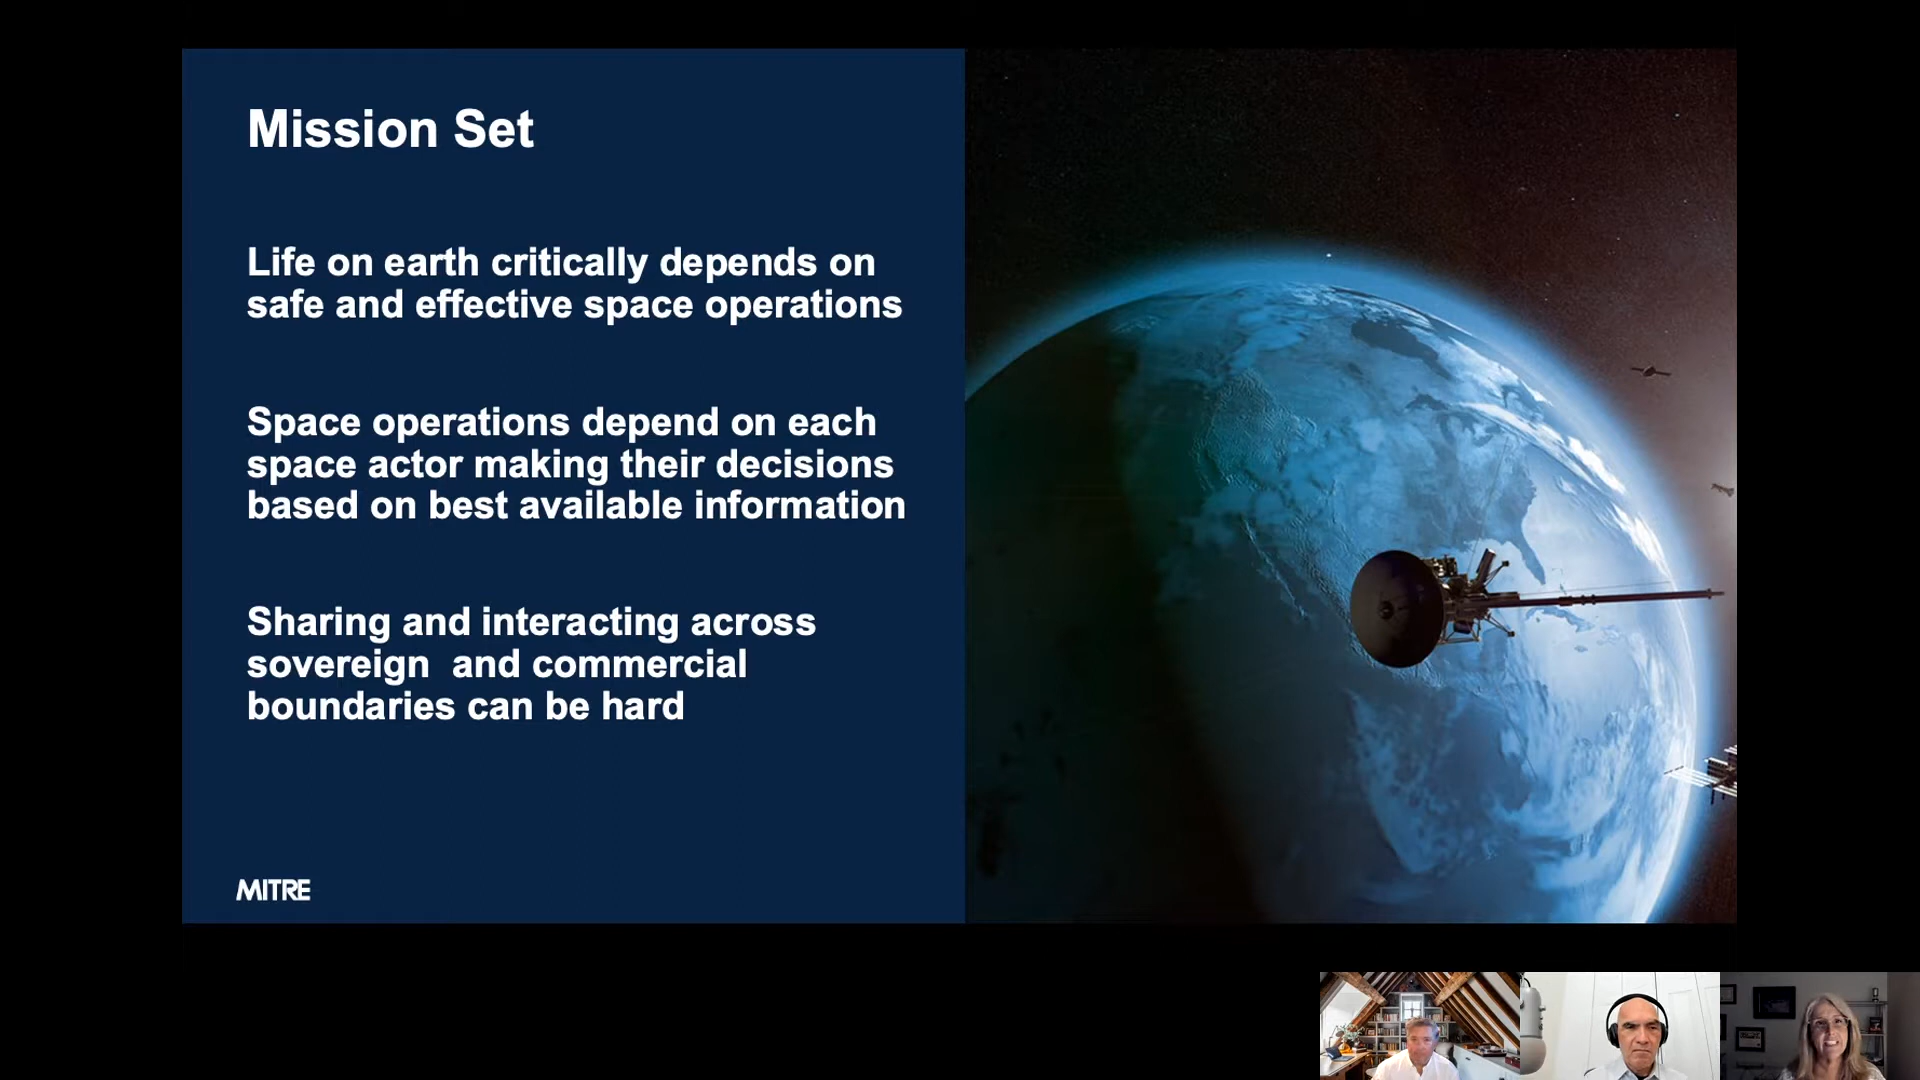 Mission Set
Life on earth critically depends on
safe and effective space operations
Space operations depend on each
space actor making their decisions
based on best available information
Sharing and interacting across
sovereign  and commercial
boundaries can be hard
MITRE